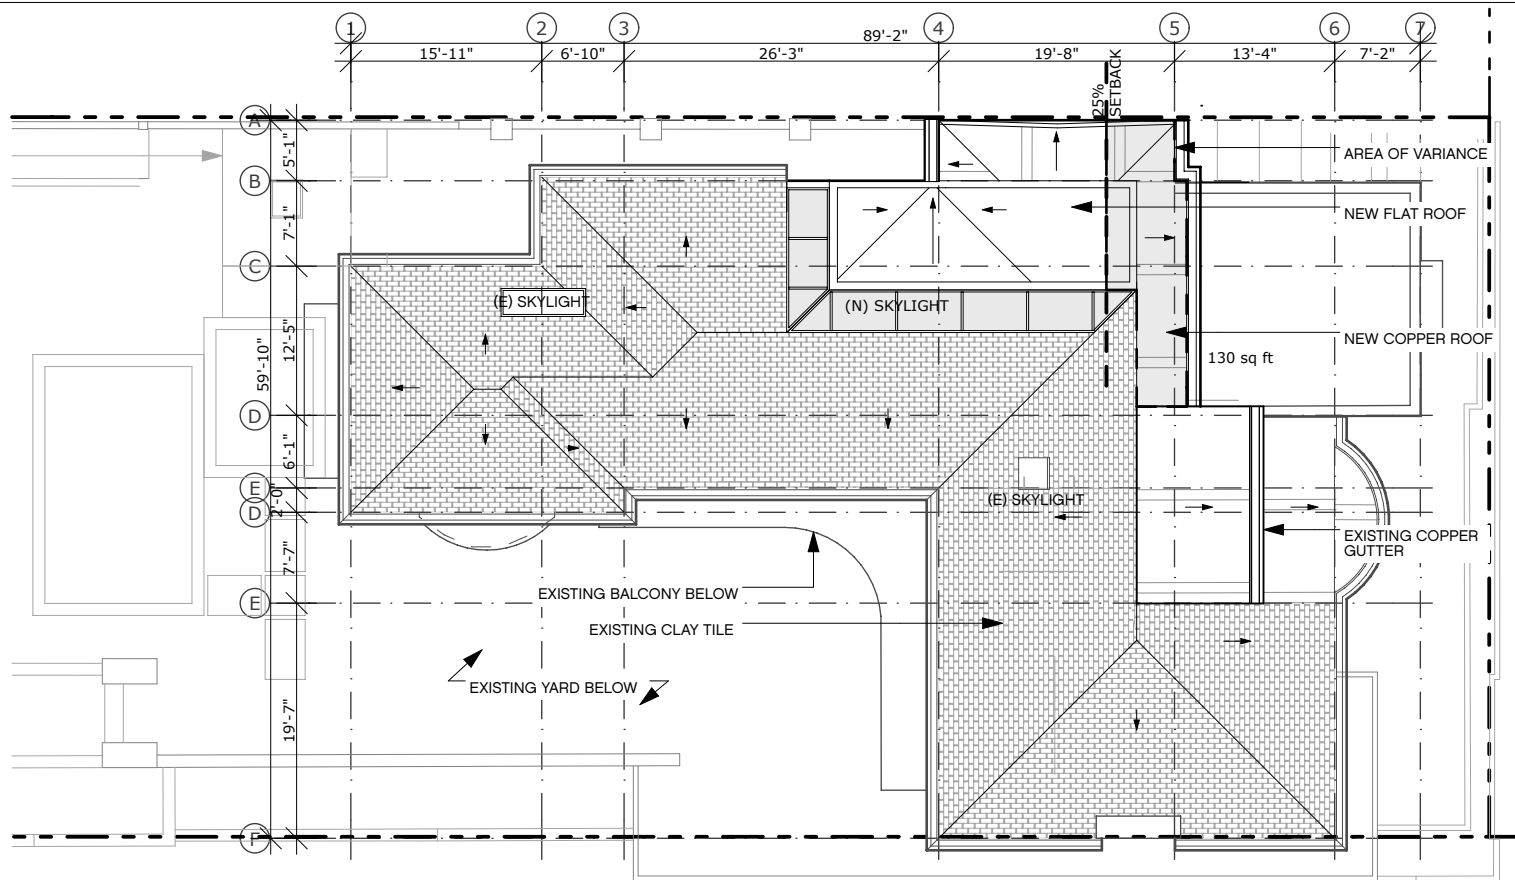 1 2 3 4 5 6 7
89'-2"
15'-11" 6'-10" 26'-3" 19'-8" 13'-4" 7'-2"
25%
SETBACK
A
5'-1"
AREA OF VARIANCE
B
7'-1"
NEW FLAT ROOF
C
(E) SKYLIGHT
(N) SKYLIGHT
12'-5"
59'-10"
NEW COPPER ROOF
130 sq ft
D
6'-1"
E
2'-0"
D
(E) SKYLIGHT
EXISTING COPPER
GUTTER
7'-7"
EXISTING BALCONY BELOW
E
EXISTING CLAY TILE
EXISTING YARD BELOW
19'-7"
F